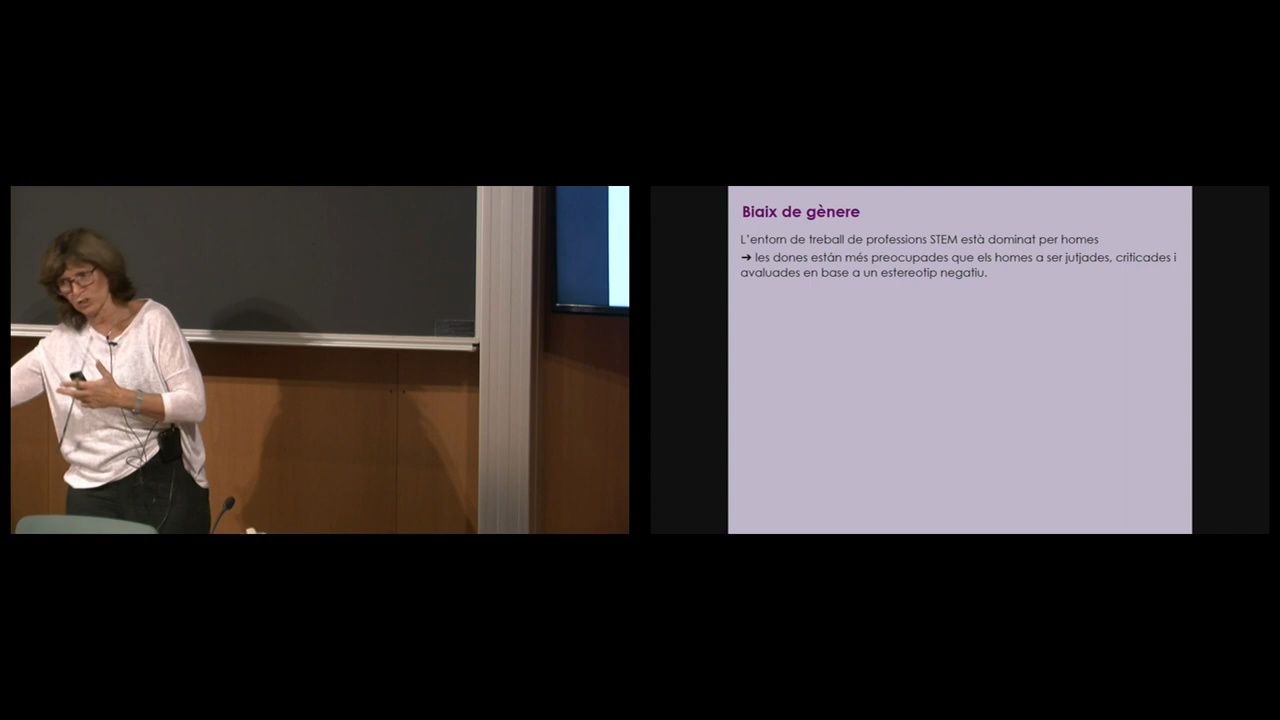 Biaix de gènere
L'entorn de treball de professions STEM està dominat per homes
➔ les dones están més preocupades que els homes a ser jutjades, criticades i
avaluades en base a un estereotip negatiu.